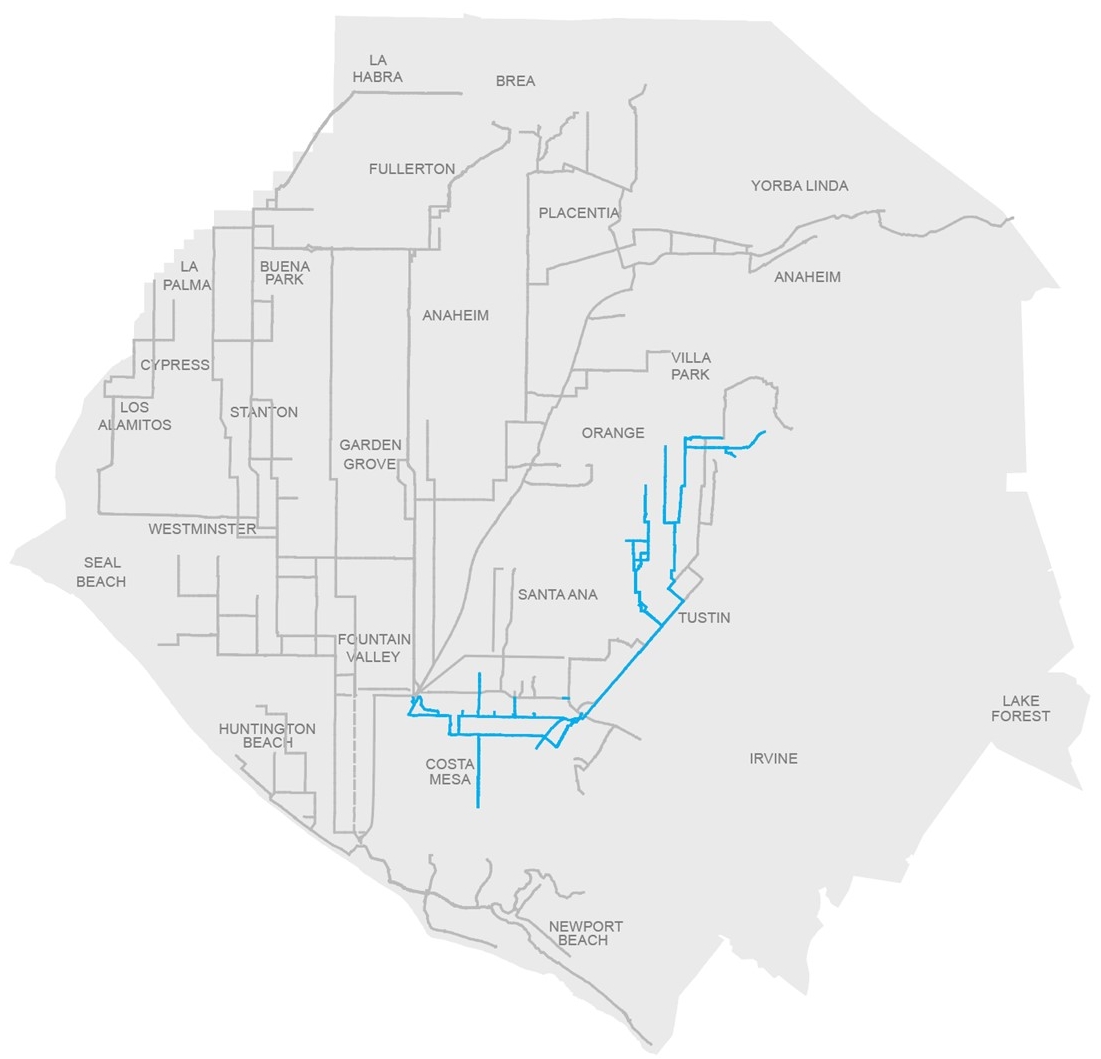 LA
HABRA
BREA
FULLERTON
YORBA LINDA
PLACENTIA
LA
PALMA
BUENA
PARK
ANAHEIM
ANAHEIM
CYPRESS
VILLA
PARK
LOS
ALAMITOS
STANTON
ORANGE
GARDEN
GROVE
WESTMINSTER
SEAL
BEACH
SANTA ANA
TUSTIN
FOUNTAIN
VALLEY
LAKE
FOREST
HUNTINGTON
BEACH
COSTA
MESA
IRVINE
NEWPORT
BEACH